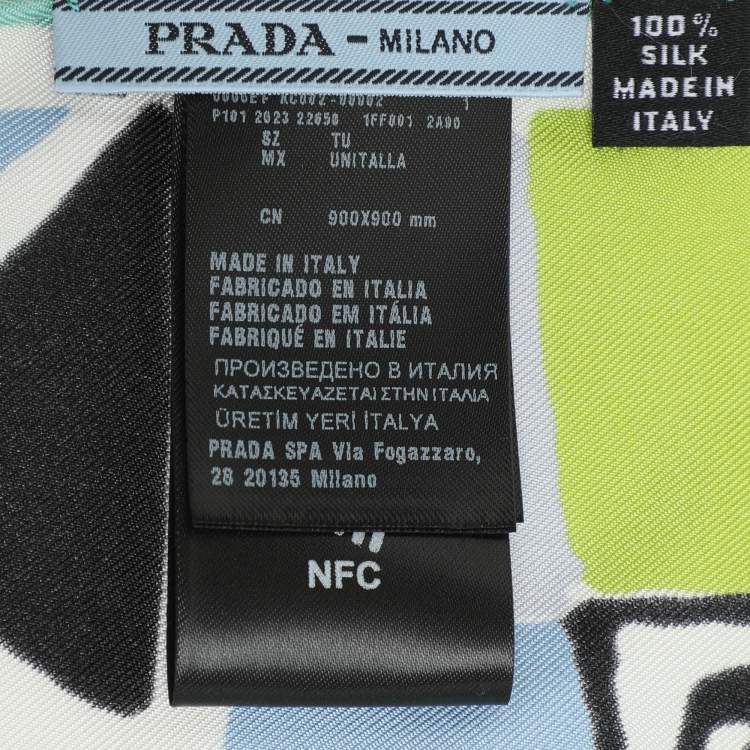 PRADA - MILANO
100%
SILK
MADE IN
ITALY
1
P101 2023 22650 1FF001 2A00
SZ TU
MX UNITALLA
CN 900X900 mm
MADE IN ITALY
FABRICADO EN ITALIA
FABRICADO EM ITÁLIA
FABRIQUÉ EN ITALIE
ПРОИЗВЕДЕНО В ИТАЛИЯ
ΚΑΤΑΣΚΕΥΑΖΕΤΑΙ ΣΤΗΝ ΙΤΑΛΙΑ
ÜRETİM YERİ İTALYA
PRADA SPA Via Fogazzaro,
28 20135 Milano
NFC